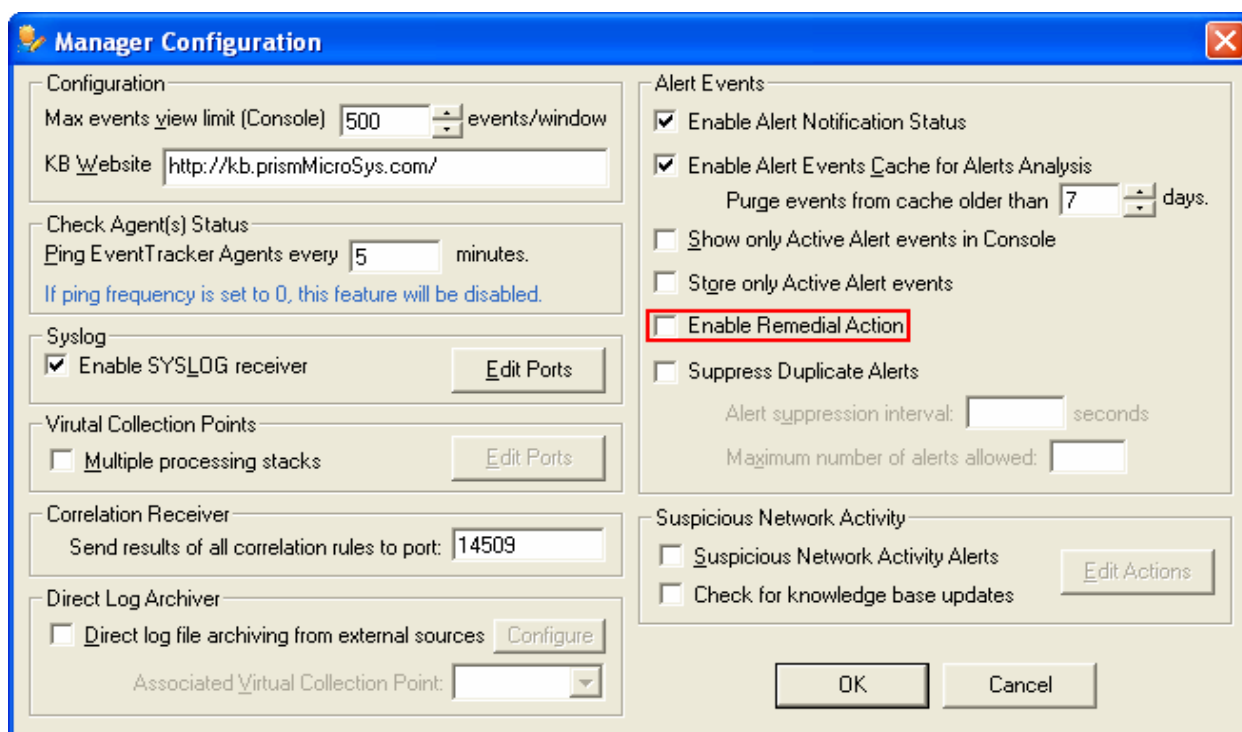 Manager Configuration
Configuration
Max events view limit (Console) 500 events/window
KB Website http://kb.prismMicroSys.com/
Check Agent(s) Status
Ping EventTracker Agents every 5 minutes.
If ping frequency is set to 0, this feature will be disabled.
Syslog
Enable SYSLOG receiver Edit Ports
Virutal Collection Points
Multiple processing stacks Edit Ports
Correlation Receiver
Send results of all correlation rules to port: 14509
Direct Log Archiver
Direct log file archiving from external sources Configure
Associated Virtual Collection Point:
Alert Events
Enable Alert Notification Status
Enable Alert Events Cache for Alerts Analysis
Purge events from cache older than 7 days.
Show only Active Alert events in Console
Store only Active Alert events
Enable Remedial Action
Suppress Duplicate Alerts
Alert suppression interval: seconds
Maximum number of alerts allowed:
Suspicious Network Activity
Suspicious Network Activity Alerts
Edit Actions
Check for knowledge base updates
OK Cancel